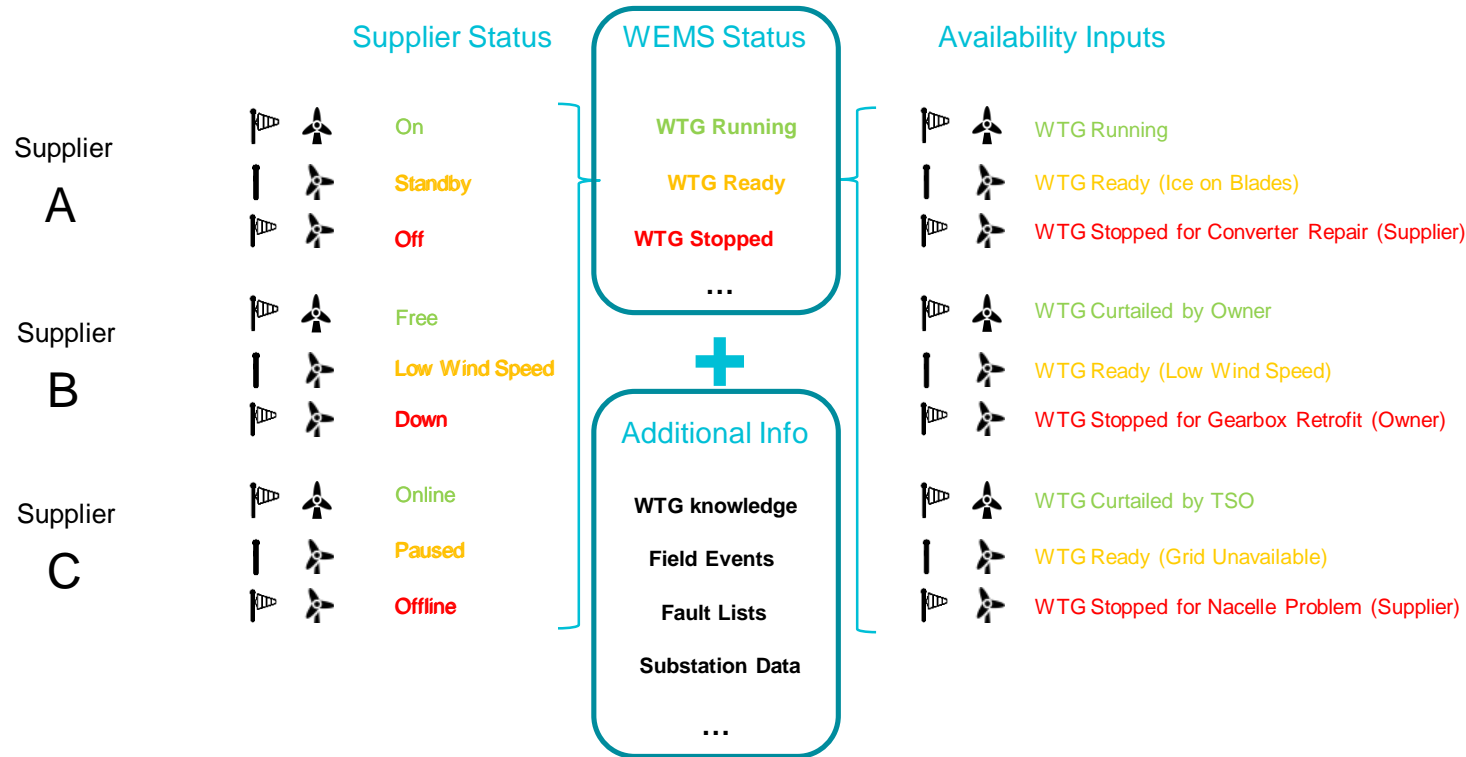 Supplier Status
WEMS Status
Availability Inputs
Supplier
A
On
Standby
Off
WTG Running
WTG Ready
WTG Stopped
...
WTG Running
WTG Ready (Ice on Blades)
WTG Stopped for Converter Repair (Supplier)
Supplier
B
Free
Low Wind Speed
Down
WTG Curtailed by Owner
WTG Ready (Low Wind Speed)
WTG Stopped for Gearbox Retrofit (Owner)
Additional Info
WTG knowledge
Field Events
Fault Lists
Substation Data
...
Supplier
C
Online
Paused
Offline
WTG Curtailed by TSO
WTG Ready (Grid Unavailable)
WTG Stopped for Nacelle Problem (Supplier)